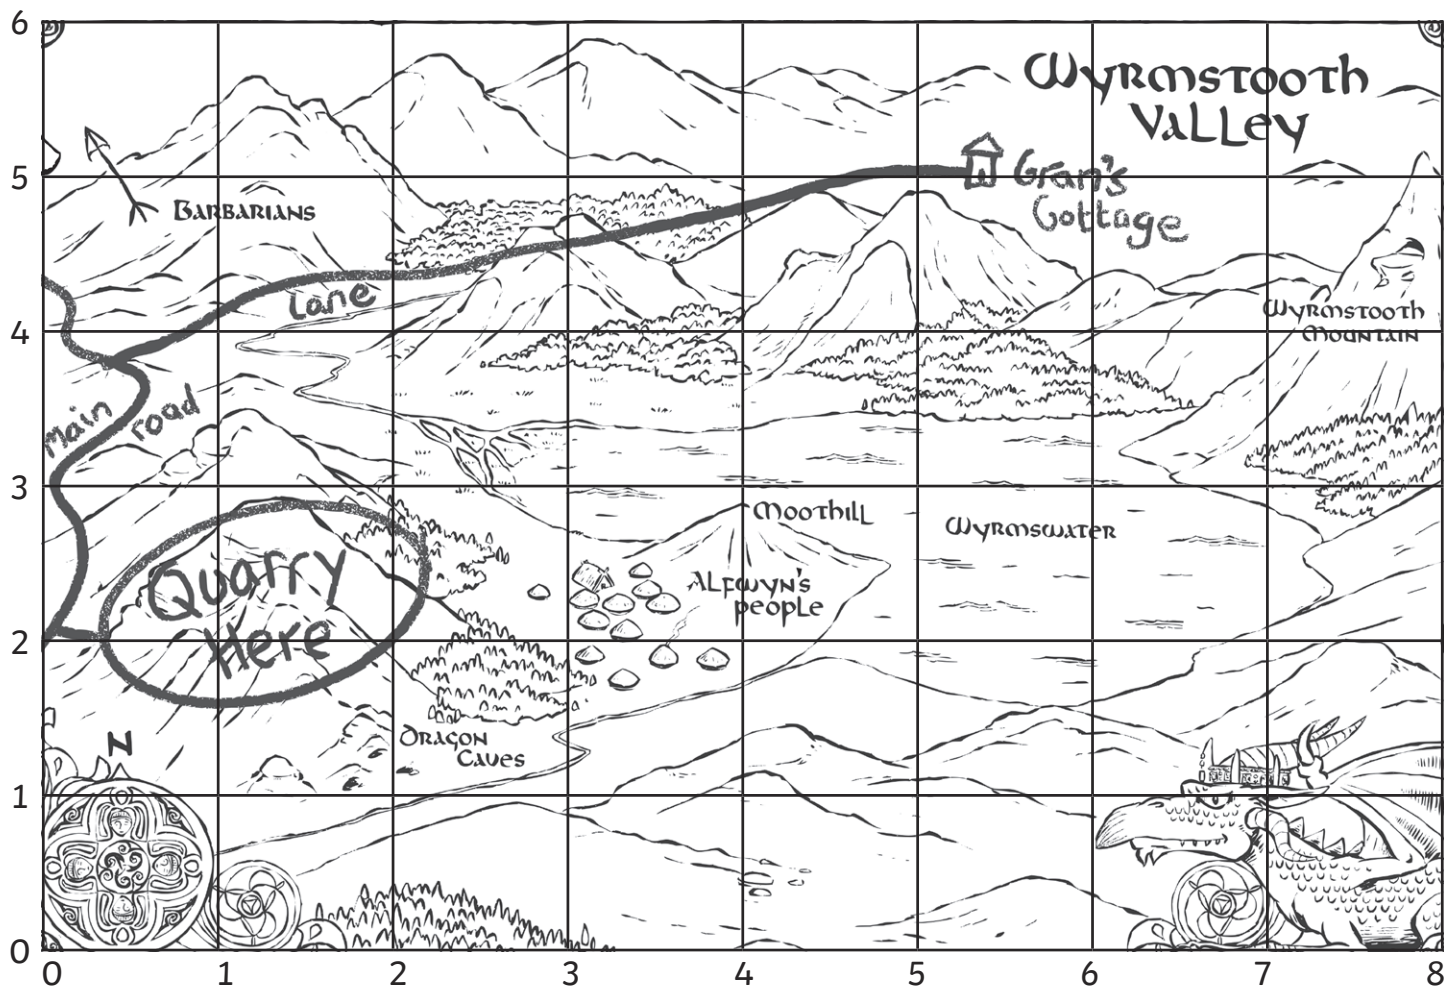 6
Wyrmstooth
Valley
5
Barbarians
Gran's
Cottage
Lane
Wyrmstooth
Mountain
4
Main road
3
Moothill
Wyrmswater
Quarry
Here
Alfwyn's
people
2
Dragon
Caves
N
1
0
0 1 2 3 4 5 6 7 8